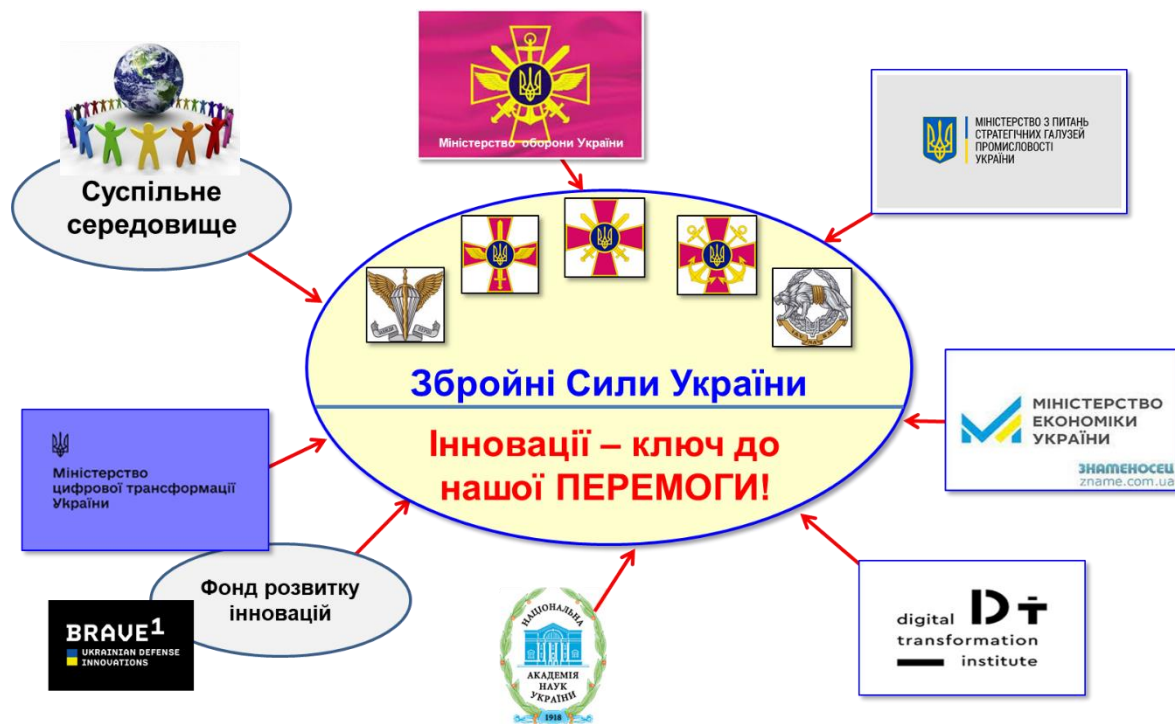 Міністерство оборони України
МІНІСТЕРСТВО З ПИТАНЬ
СТРАТЕГІЧНИХ ГАЛУЗЕЙ
ПРОМИСЛОВОСТІ
УКРАЇНИ
Суспільне
середовище
Збройні Сили України
Інновації – ключ до
нашої ПЕРЕМОГИ!
МІНІСТЕРСТВО
ЕКОНОМІКИ
УКРАЇНИ
ЗНАМЕНОСЕЦ
zname.com.ua
Міністерство
цифрової трансформації
України
Фонд розвитку
інновацій
BRAVE1
UKRAINIAN DEFENSE
INNOVATIONS
НАЦІОНАЛЬНА
АКАДЕМІЯ
НАУК
УКРАЇНИ
1918
digital DT
transformation
institute